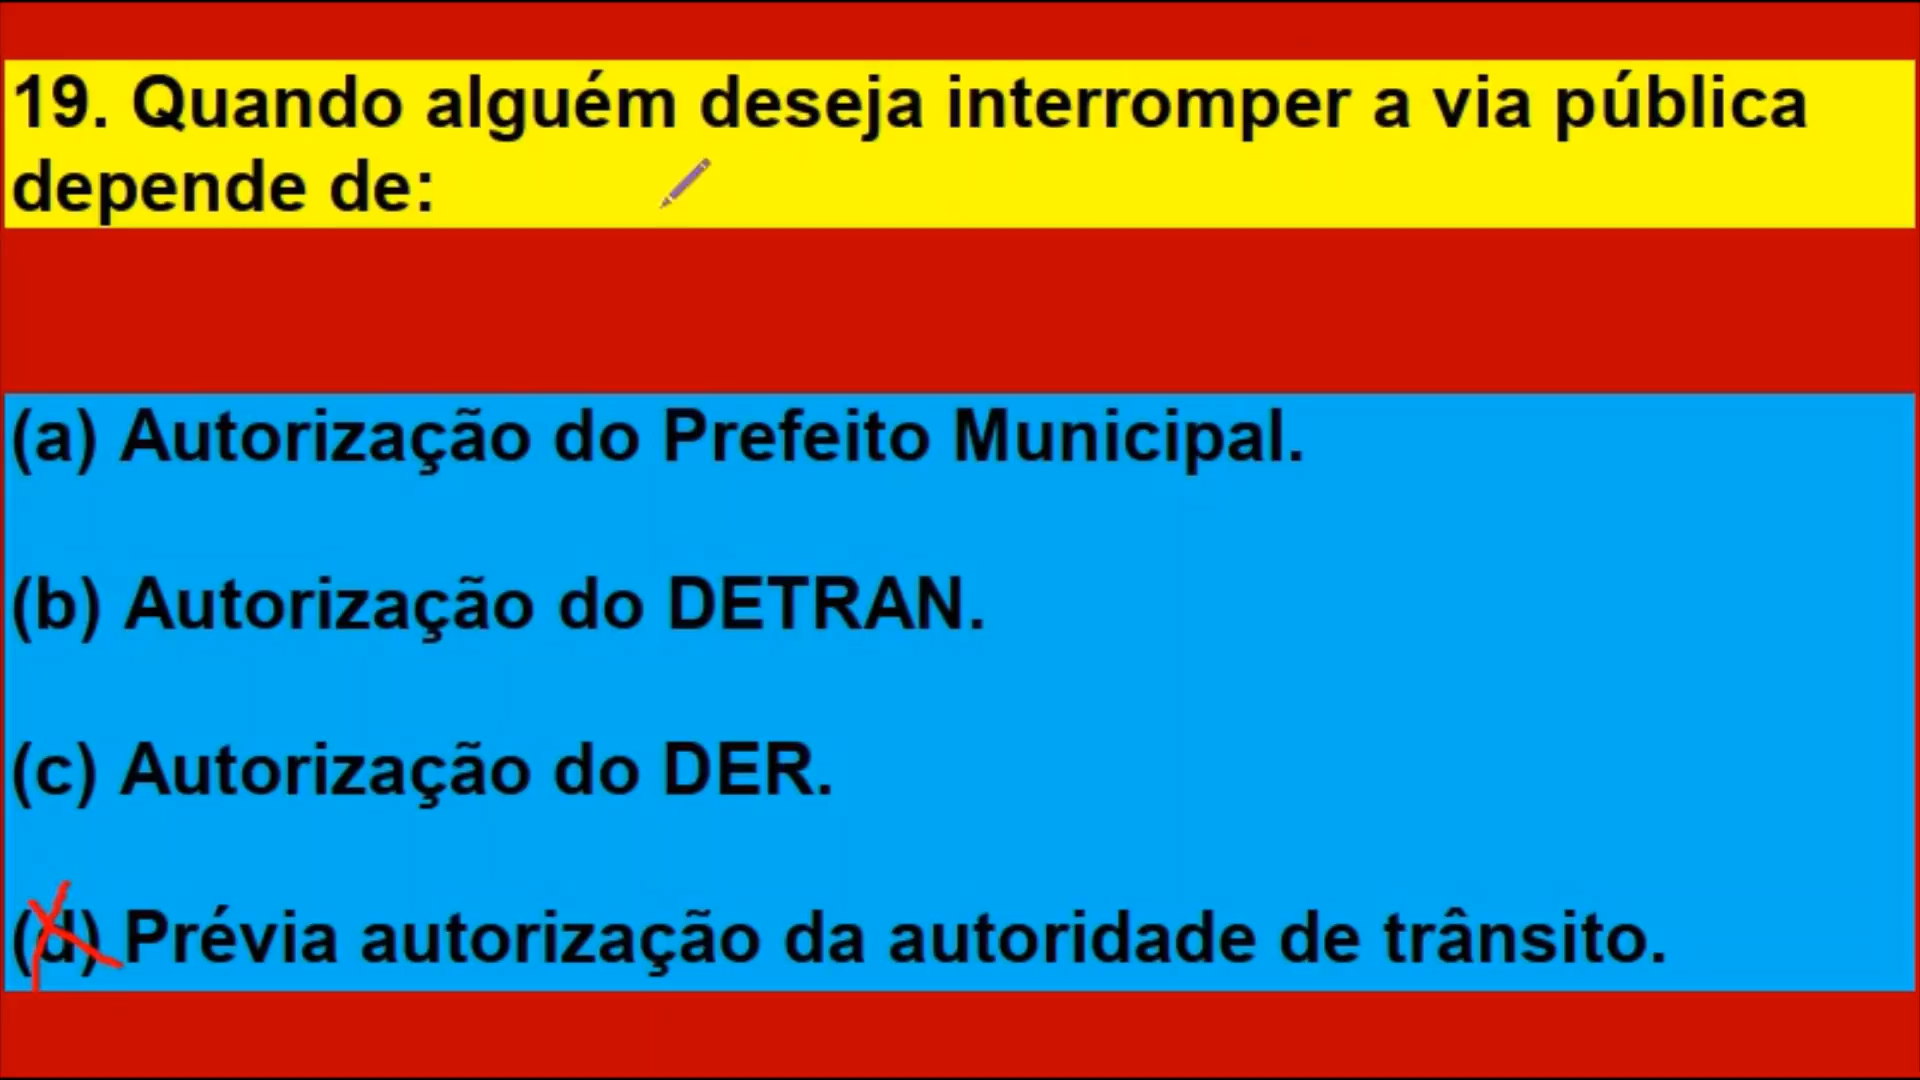 19. Quando alguém deseja interromper a via pública
depende de:
(a) Autorização do Prefeito Municipal.
(b) Autorização do DETRAN.
(c) Autorização do DER.
(d) Prévia autorização da autoridade de trânsito.